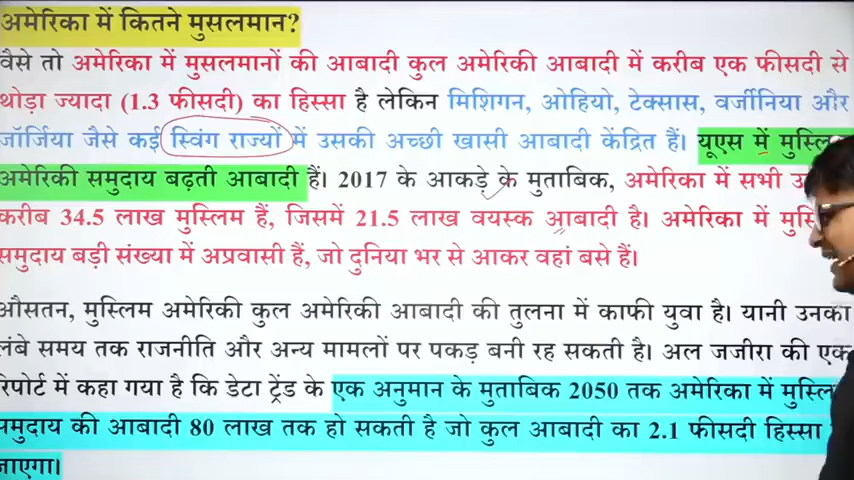 अमेरिका में कितने मुसलमान?
वैसे तो अमेरिका में मुसलमानों की आबादी कुल अमेरिकी आबादी में करीब एक फीसदी से
थोड़ा ज्यादा (1.3 फीसदी) का हिस्सा है लेकिन मिशिगन, ओहियो, टेक्सास, वर्जीनिया और
जॉर्जिया जैसे कई स्विंग राज्यों में उसकी अच्छी खासी आबादी केंद्रित हैं। यूएस में
अमेरिकी समुदाय बढ़ती आबादी हैं। 2017 के आकड़े के मुताबिक, अमेरिका में सभी
करीब 34.5 लाख मुस्लिम हैं, जिसमें 21.5 लाख वयस्क आबादी है। अमेरिका में
समुदाय बड़ी संख्या में अप्रवासी हैं, जो दुनिया भर से आकर वहां बसे हैं।
औसतन, मुस्लिम अमेरिकी कुल अमेरिकी आबादी की तुलना में काफी युवा है। यानी उनका
लंबे समय तक राजनीति और अन्य मामलों पर पकड़ बनी रह सकती है। अल जजीरा की एक
रिपोर्ट में कहा गया है कि डेटा ट्रेंड के एक अनुमान के मुताबिक 2050 तक अमेरिका में
समुदाय की आबादी 80 लाख तक हो सकती है जो कुल आबादी का 2.1 फीसदी हिस्सा
जाएगा।